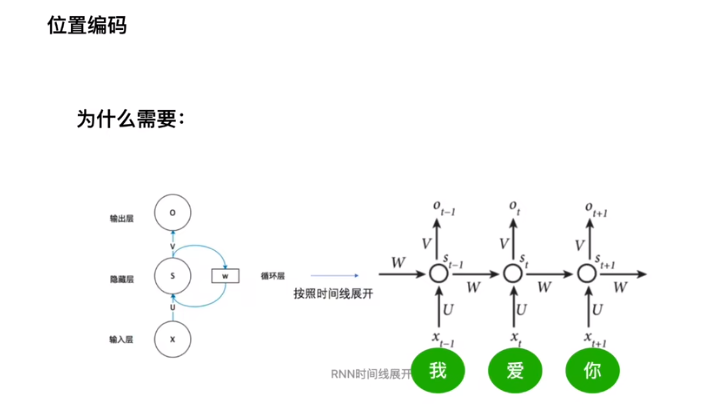 位置编码
为什么需要：
输出层
O
V
隐藏层
S
W
循环层
U
输入层
X
按照时间线展开
O_{t-1} O_t O_{t+1}
V V V
W S_{t-1} S_t S_{t+1}
W W W
U U U
X_{t-1} X_t X_{t+1}
RNN时间线展开
我 爱 你